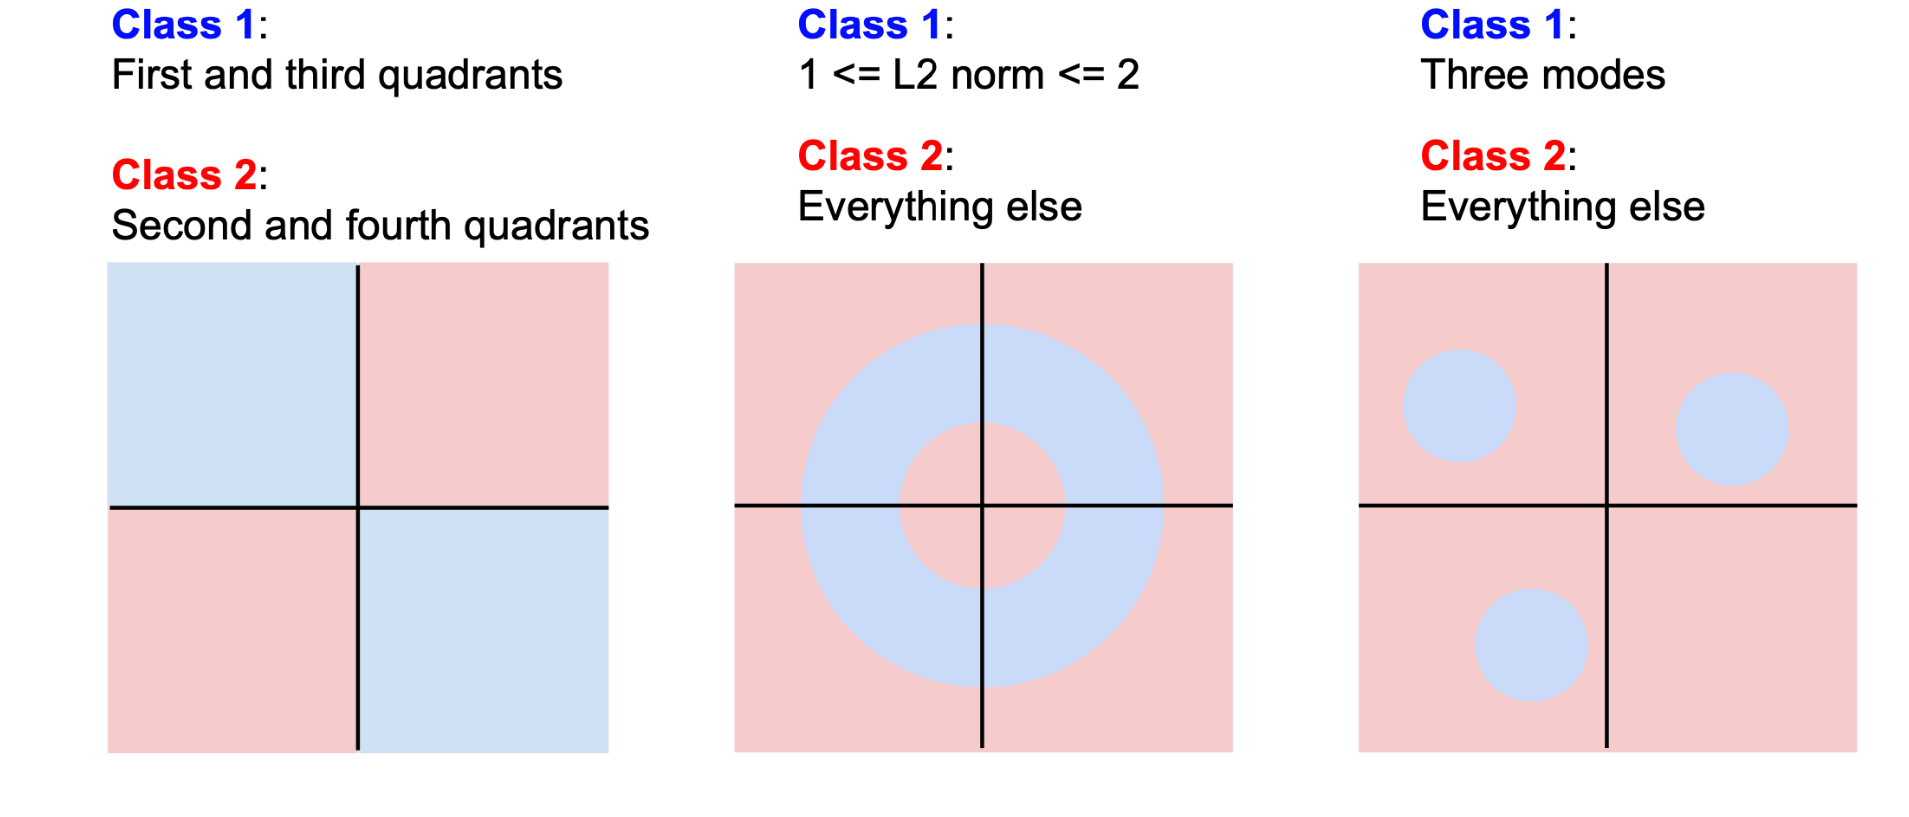 Class 1:
First and third quadrants
Class 2:
Second and fourth quadrants
Class 1:
1 <= L2 norm <= 2
Class 2:
Everything else
Class 1:
Three modes
Class 2:
Everything else